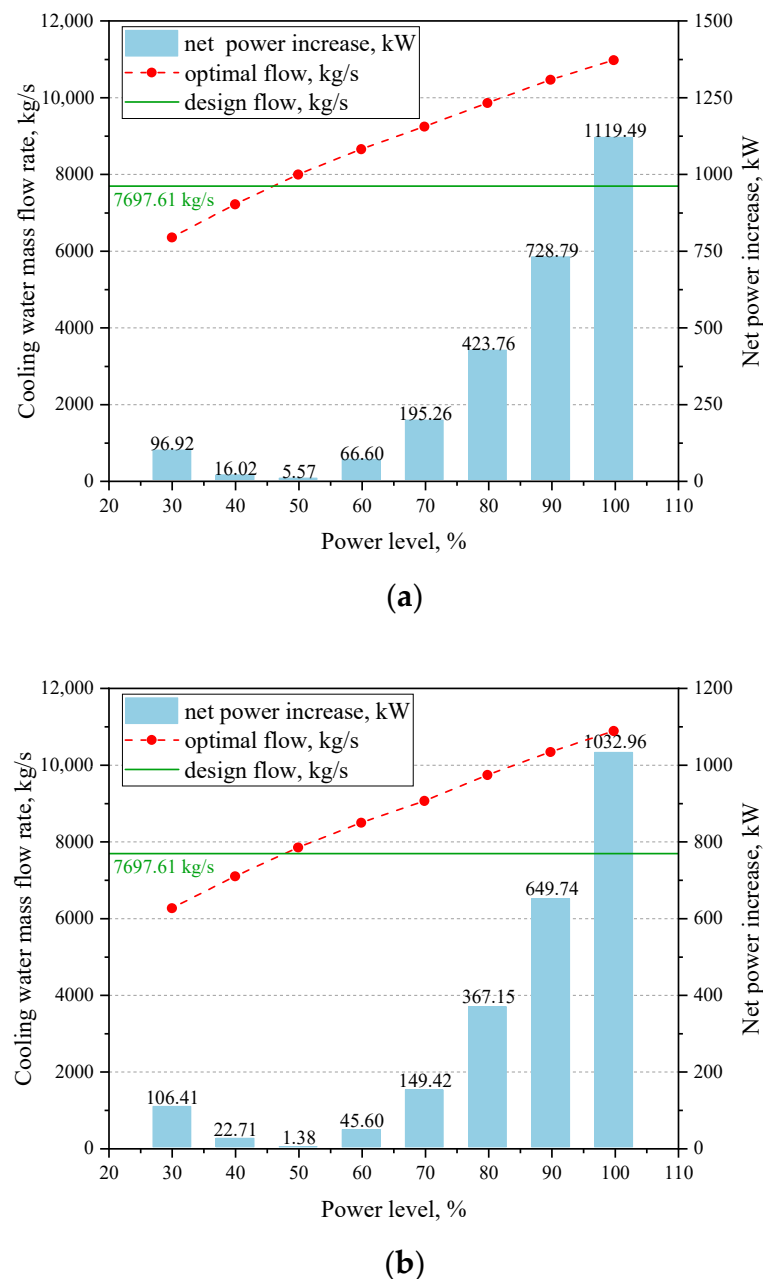 12,000
10,000
8000
6000
4000
2000
0
Cooling water mass flow rate, kg/s
net  power increase, kW
optimal flow, kg/s
design flow, kg/s
7697.61 kg/s
96.92
16.02
5.57
66.60
195.26
423.76
728.79
1119.49
1500
1250
1000
750
500
250
0
Net power increase, kW
20 30 40 50 60 70 80 90 100 110
Power level, %
(a)
12,000
10,000
8000
6000
4000
2000
0
Cooling water mass flow rate, kg/s
net power increase, kW
optimal flow, kg/s
design flow, kg/s
7697.61 kg/s
106.41
22.71
1.38
45.60
149.42
367.15
649.74
1032.96
1200
1000
800
600
400
200
0
Net power increase, kW
20 30 40 50 60 70 80 90 100 110
Power level, %
(b)